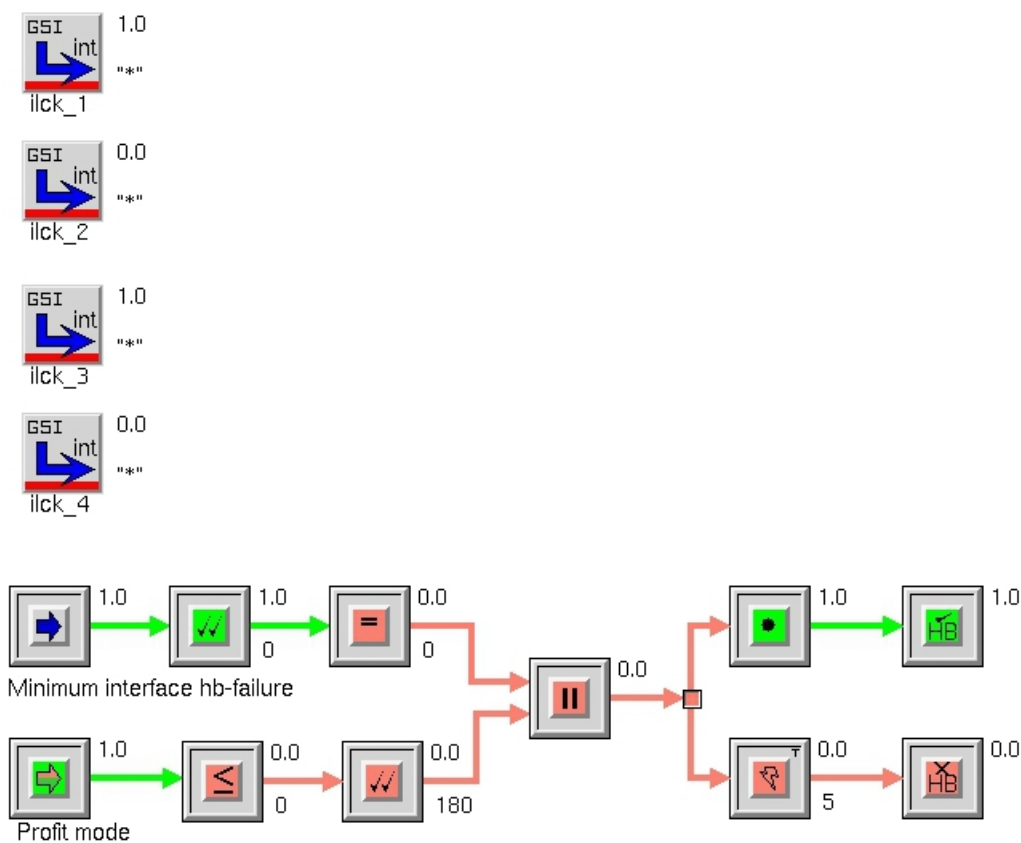 GSI 1.0
int
"*"
ilck_1
GSI 0.0
int
"*"
ilck_2
GSI 1.0
int
"*"
ilck_3
GSI 0.0
int
"*"
ilck_4
1.0 1.0 0.0 1.0 1.0
= HB
0 0
Minimum interface hb-failure
0.0
1.0 0.0 0.0 T 0.0 0.0
≤ X
HB
0 180 5
Profit mode